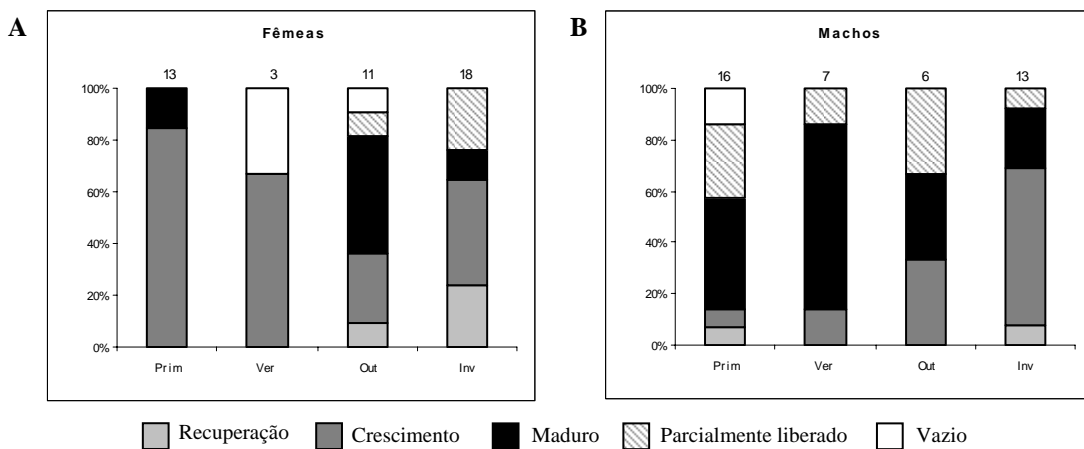 A
Fêmeas
13 3 11 18
100%
80%
60%
40%
20%
0%
Prim Ver Out Inv
B
Machos
16 7 6 13
100%
80%
60%
40%
20%
0%
Prim Ver Out Inv
Recuperação Crescimento Maduro Parcialmente liberado Vazio